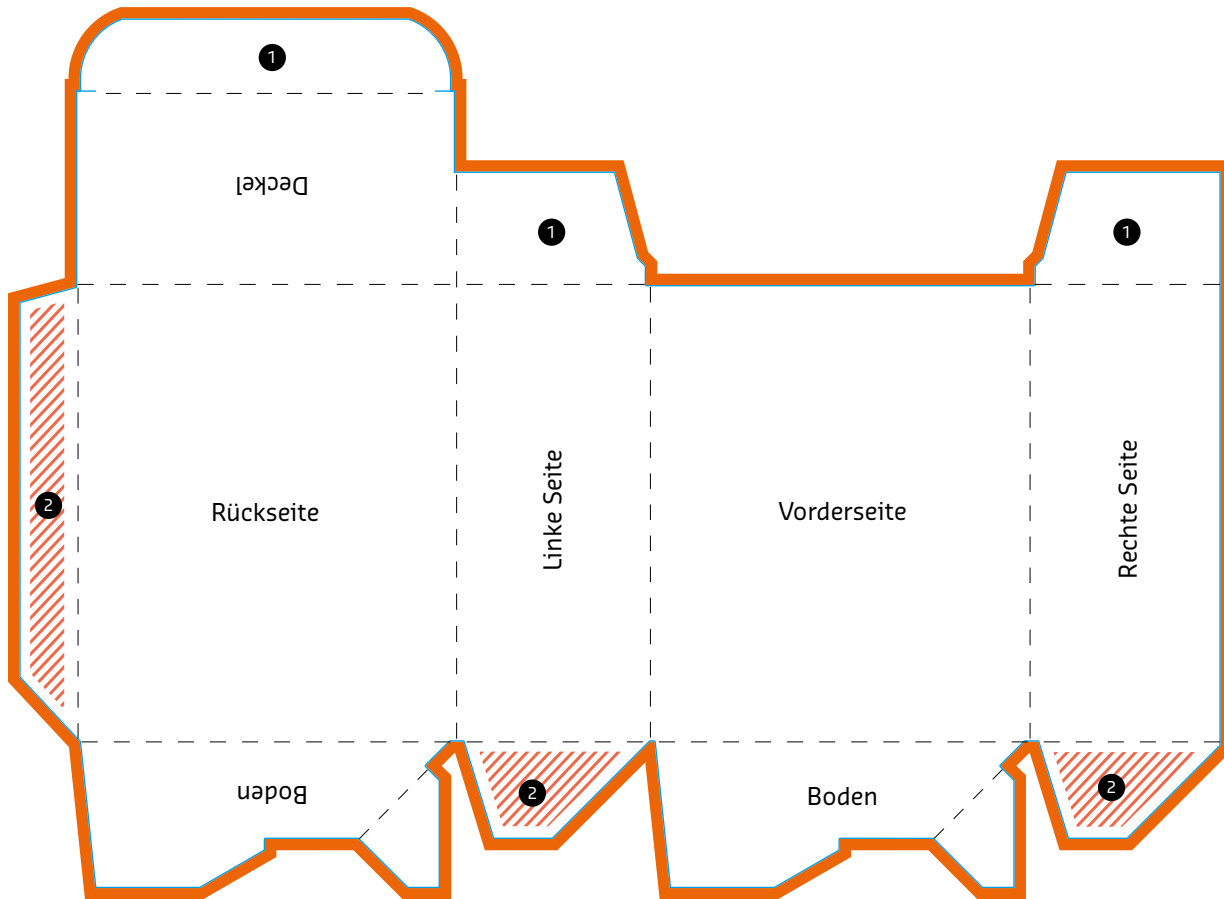 1
Deckel
1
1
2
Rückseite
Linke Seite
Vorderseite
Rechte Seite
Boden
2
Boden
2